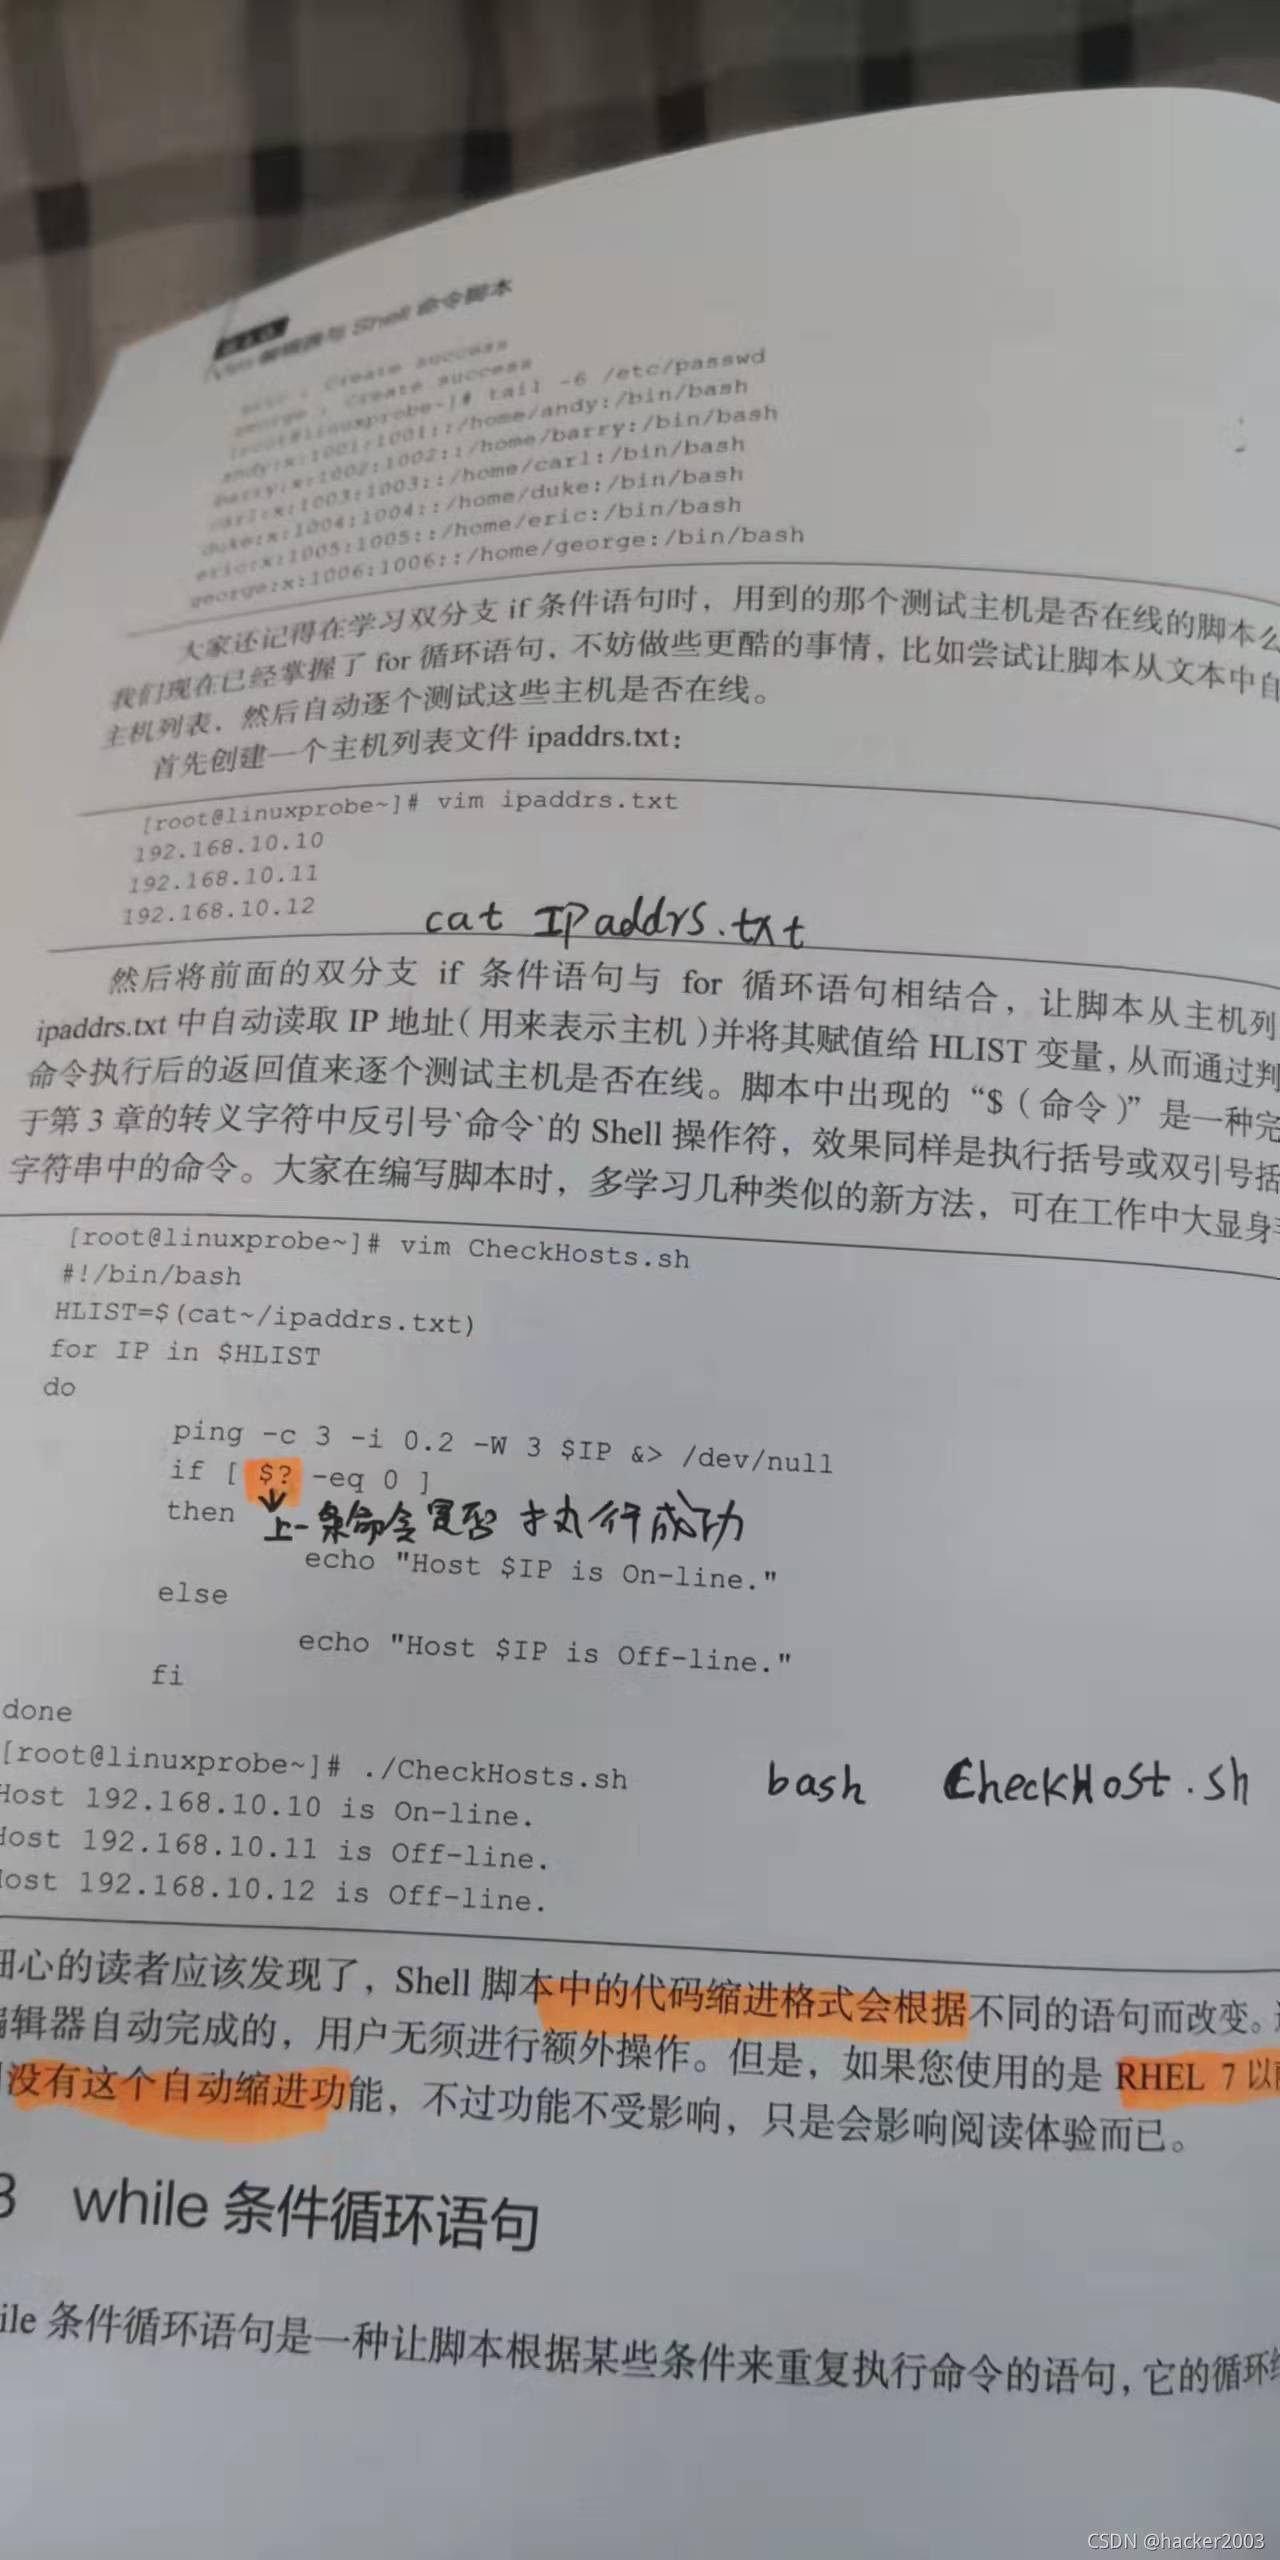 编辑器与 Shell 命令脚本
, Create success
george , Create success
[root@linuxprobe~]# tail -6 /etc/passwd
andy:x:1001:1001::/home/andy:/bin/bash
barry:x:1002:1002::/home/barry:/bin/bash
carl:x:1003:1003::/home/carl:/bin/bash
duke:x:1004:1004::/home/duke:/bin/bash
eric:x:1005:1005::/home/eric:/bin/bash
george:x:1006:1006::/home/george:/bin/bash
大家还记得在学习双分支 if 条件语句时，用到的那个测试主机是否在线的脚本么
我们现在已经掌握了 for 循环语句，不妨做些更酷的事情，比如尝试让脚本从文本中自
主机列表，然后自动逐个测试这些主机是否在线。
首先创建一个主机列表文件 ipaddrs.txt：
[root@linuxprobe~]# vim ipaddrs.txt
192.168.10.10
192.168.10.11
192.168.10.12
cat IPaddrs.txt
然后将前面的双分支 if 条件语句与 for 循环语句相结合，让脚本从主机列
ipaddrs.txt 中自动读取 IP 地址（用来表示主机）并将其赋值给 HLIST 变量，从而通过判
命令执行后的返回值来逐个测试主机是否在线。脚本中出现的“$（命令）”是一种完
于第 3 章的转义字符中反引号`命令`的 Shell 操作符，效果同样是执行括号或双引号括
字符串中的命令。大家在编写脚本时，多学习几种类似的新方法，可在工作中大显身
[root@linuxprobe~]# vim CheckHosts.sh
#!/bin/bash
HLIST=$(cat~/ipaddrs.txt)
for IP in $HLIST
do
ping -c 3 -i 0.2 -W 3 $IP &> /dev/null
if [ $? -eq 0 ]
then
上一条命令是否执行成功
echo "Host $IP is On-line."
else
echo "Host $IP is Off-line."
fi
done
[root@linuxprobe~]# ./CheckHosts.sh
bash CheckHost.sh
Host 192.168.10.10 is On-line.
Host 192.168.10.11 is Off-line.
Host 192.168.10.12 is Off-line.
细心的读者应该发现了，Shell 脚本中的代码缩进格式会根据不同的语句而改变。
编辑器自动完成的，用户无须进行额外操作。但是，如果您使用的是 RHEL 7 以
没有这个自动缩进功能，不过功能不受影响，只是会影响阅读体验而已。
3 while 条件循环语句
ile 条件循环语句是一种让脚本根据某些条件来重复执行命令的语句，它的循环
CSDN @hacker2003